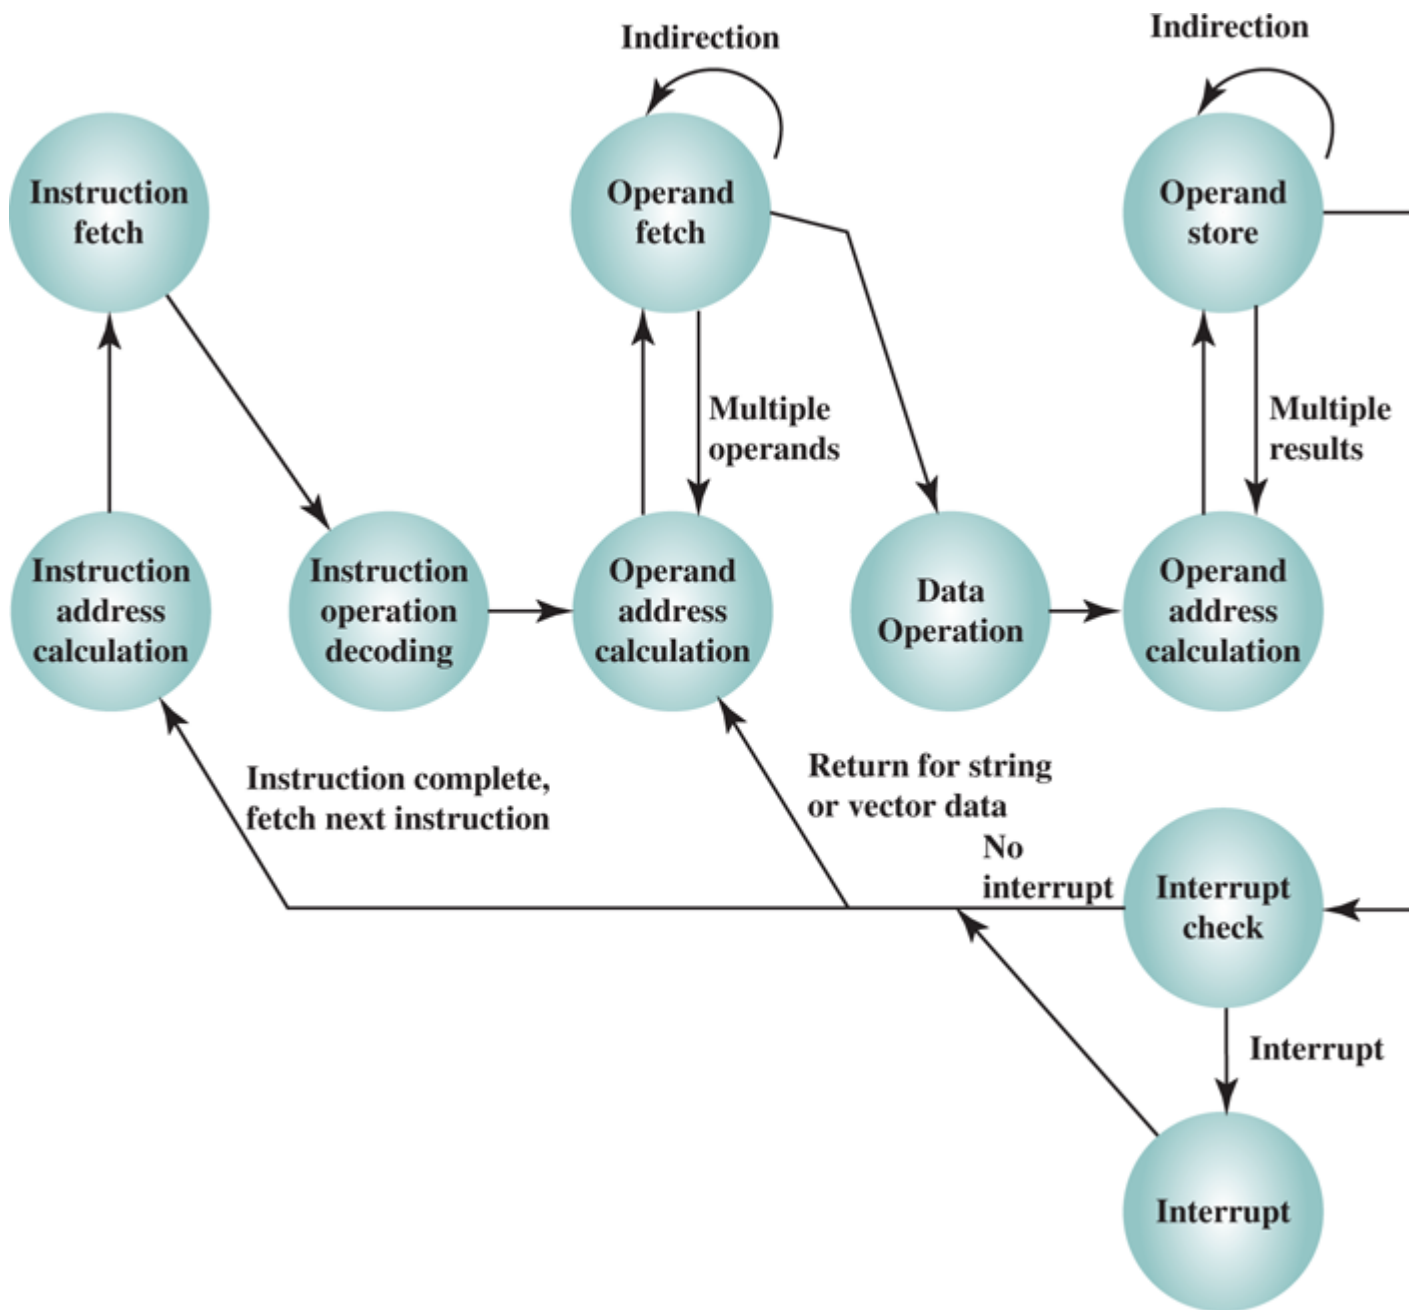 Indirection
Indirection
Instruction
fetch
Operand
fetch
Operand
store
Multiple
operands
Multiple
results
Instruction
address
calculation
Instruction
operation
decoding
Operand
address
calculation
Data
Operation
Operand
address
calculation
Instruction complete,
fetch next instruction
Return for string
or vector data
No
interrupt
Interrupt
check
Interrupt
Interrupt